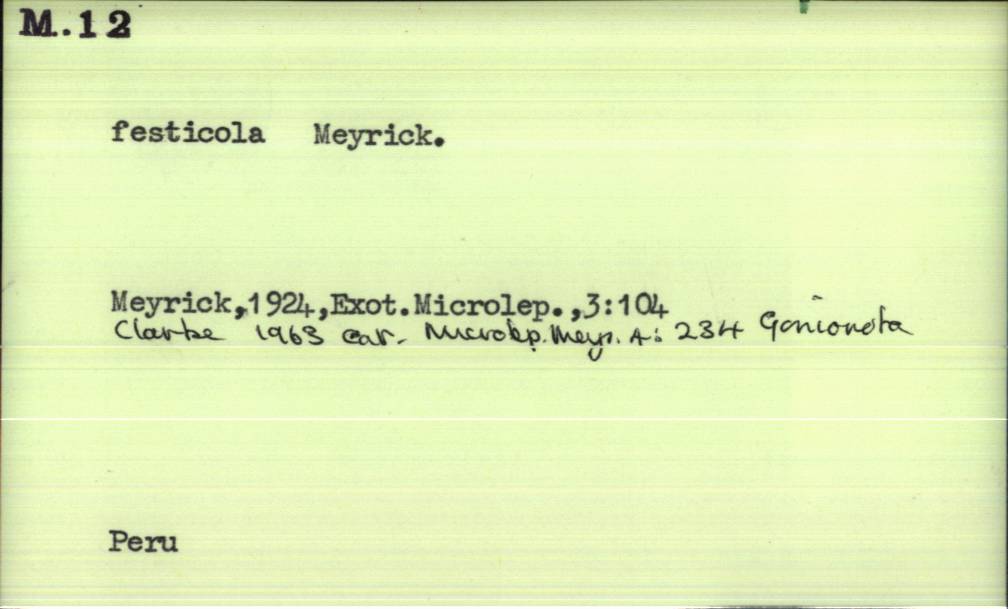 M.12
festicola Meyrick.
Meyrick,1924,Exot.Microlep.,3:104
Clarke 1963 Cat. Microlep. Meyr. 4: 234 Gonionota
Peru